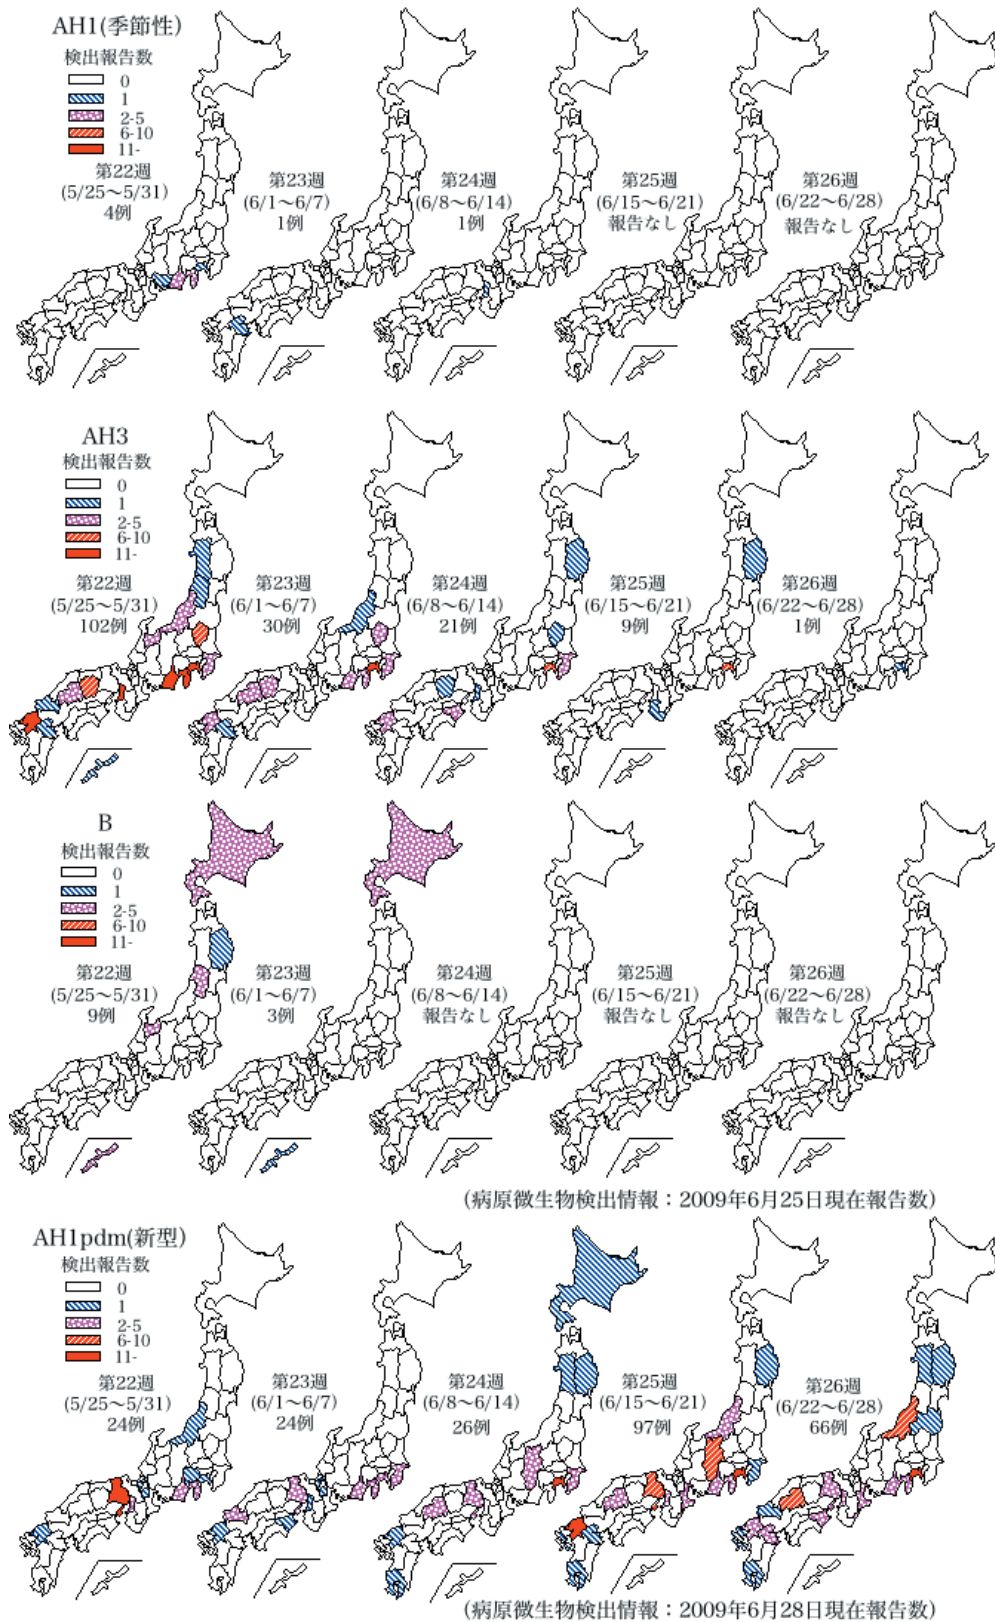 AH1(季節性)
検出報告数
0
1
2-5
6-10
11-
第22週
(5/25～5/31)
4例
第23週
(6/1～6/7)
1例
第24週
(6/8～6/14)
1例
第25週
(6/15～6/21)
報告なし
第26週
(6/22～6/28)
報告なし
AH3
検出報告数
0
1
2-5
6-10
11-
第22週
(5/25～5/31)
102例
第23週
(6/1～6/7)
30例
第24週
(6/8～6/14)
21例
第25週
(6/15～6/21)
9例
第26週
(6/22～6/28)
1例
B
検出報告数
0
1
2-5
6-10
11-
第22週
(5/25～5/31)
9例
第23週
(6/1～6/7)
3例
第24週
(6/8～6/14)
報告なし
第25週
(6/15～6/21)
報告なし
第26週
(6/22～6/28)
報告なし
(病原微生物検出情報：2009年6月25日現在報告数)
AH1pdm(新型)
検出報告数
0
1
2-5
6-10
11-
第22週
(5/25～5/31)
24例
第23週
(6/1～6/7)
24例
第24週
(6/8～6/14)
26例
第25週
(6/15～6/21)
97例
第26週
(6/22～6/28)
66例
(病原微生物検出情報：2009年6月28日現在報告数)